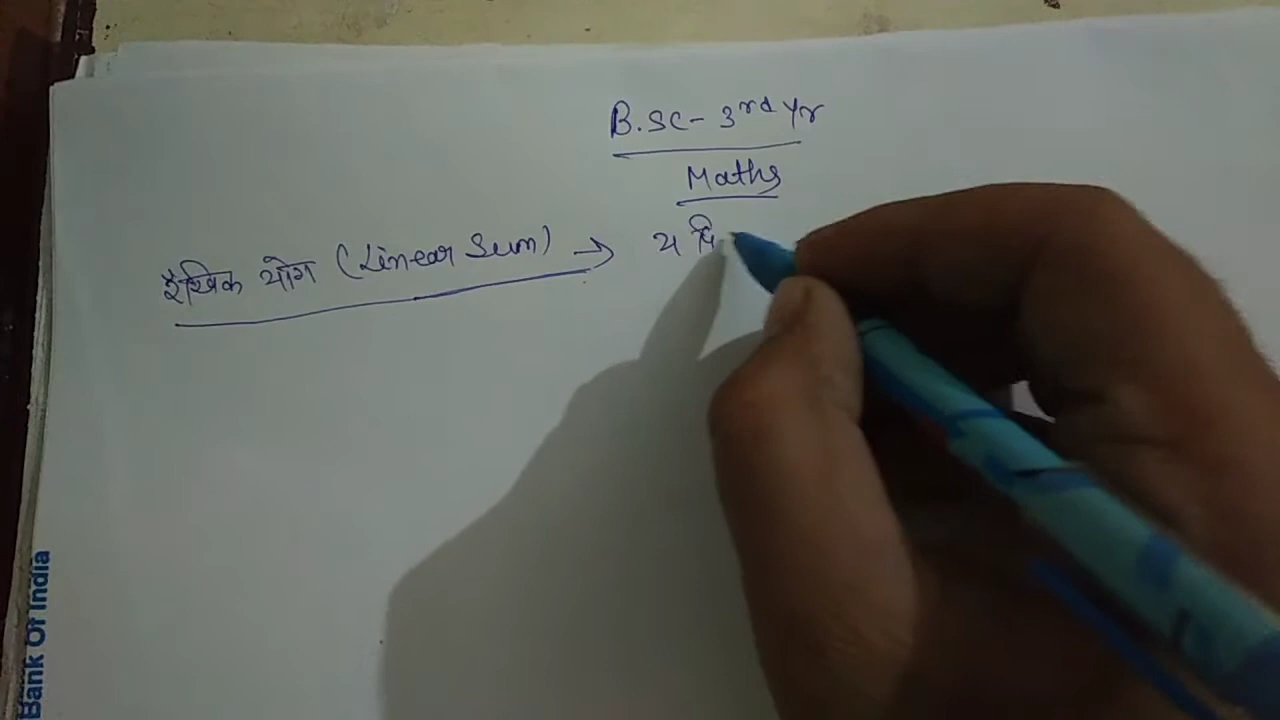 B.Sc- 3rd Yr
Maths
रैखिक योग (Linear Sum) → यदि
Bank Of India